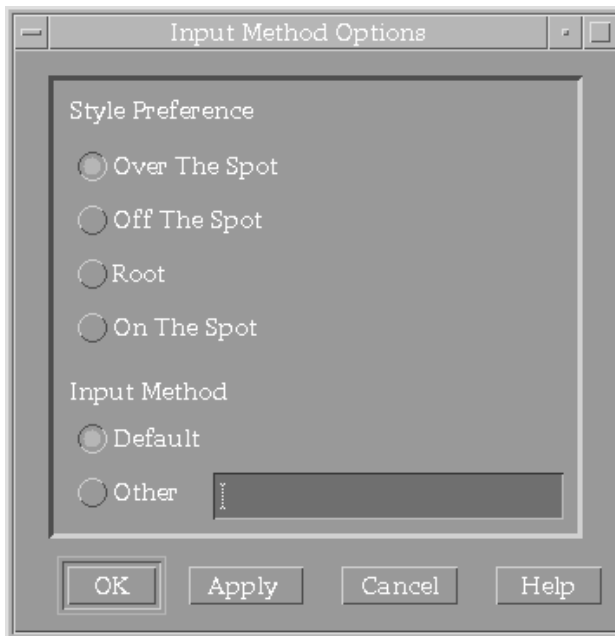 Input Method Options
Style Preference
Over The Spot
Off The Spot
Root
On The Spot
Input Method
Default
Other
OK Apply Cancel Help